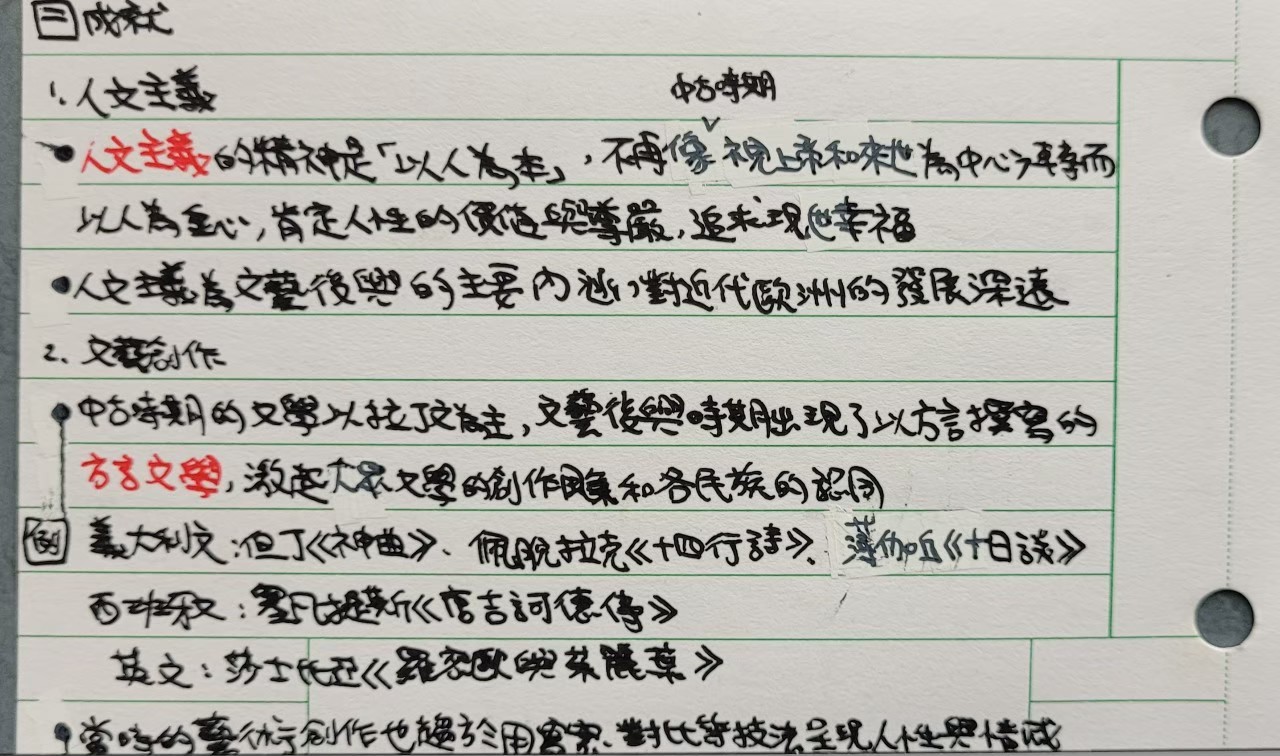 三 成就
1. 人文主義
中古時期
人文主義的精神是「以人為本」,不再像視上帝和來世為中心,而
以人為重心,肯定人性的價值與尊嚴,追求現世幸福
人文主義為文藝後興的主要內涵,對近代歐洲的發展深遠
2. 文藝創作
中古時期的文學以拉丁文為主,文藝後興時期出現了以方言撰寫的
方言文學,激起大眾文學的創作風氣和各民族的認同
例 義大利文:但丁《神曲》、佩脫拉克《十四行詩》、薄伽丘《十日談》
西班牙文:塞凡提斯《唐吉訶德傳》
英文:莎士比亞《羅密歐與茱麗葉》
當時的藝術創作也趨於用寫實、對比等技法呈現人性與情感